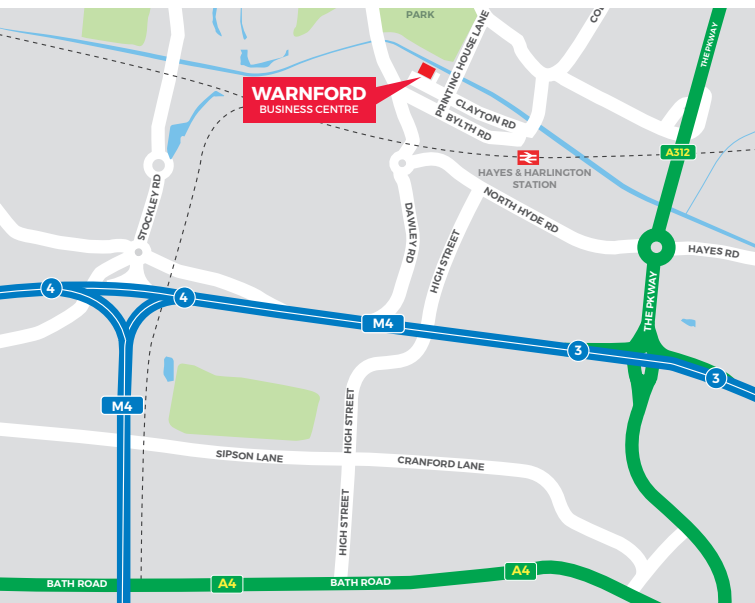 PARK
PRINTING HOUSE LANE
THE PKWAY
WARNFORD
BUSINESS CENTRE
CLAYTON RD
BYLTH RD
A312
HAYES & HARLINGTON
STATION
STOCKLEY RD
DAWLEY RD
HIGH STREET
NORTH HYDE RD
HAYES RD
THE PKWAY
4
4
M4
3
3
M4
HIGH STREET
SIPSON LANE
CRANFORD LANE
HIGH STREET
A4
BATH ROAD
A4
BATH ROAD